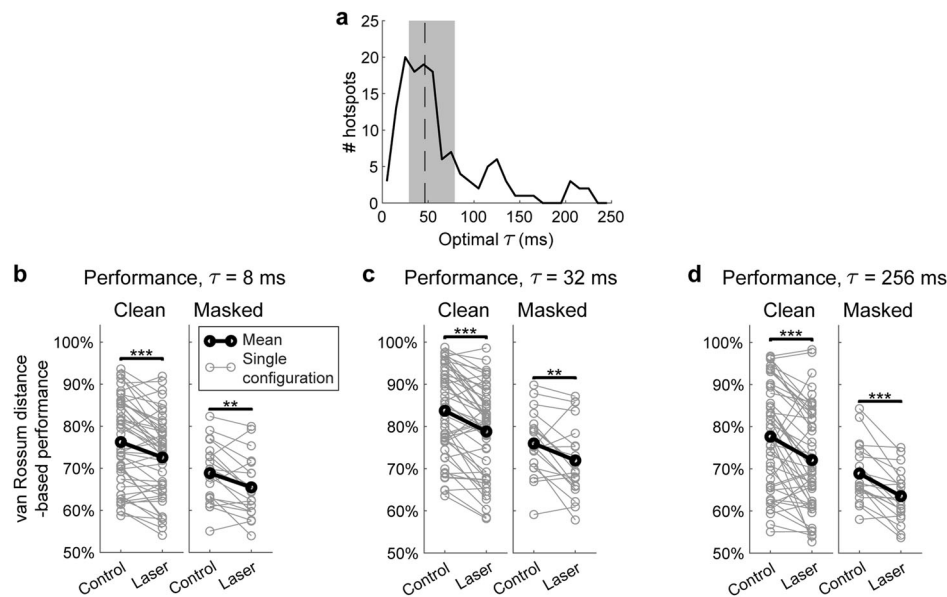 a
25
20
15
10
5
0
# hotspots
0 50 100 150 200 250
Optimal τ (ms)
b Performance, τ = 8 ms
Clean Masked
100%
90%
80%
70%
60%
50%
van Rossum distance
-based performance
***
**
Mean
Single
configuration
Control Laser Control Laser
c Performance, τ = 32 ms
Clean Masked
100%
90%
80%
70%
60%
50%
***
**
Control Laser Control Laser
d Performance, τ = 256 ms
Clean Masked
100%
90%
80%
70%
60%
50%
***
***
Control Laser Control Laser